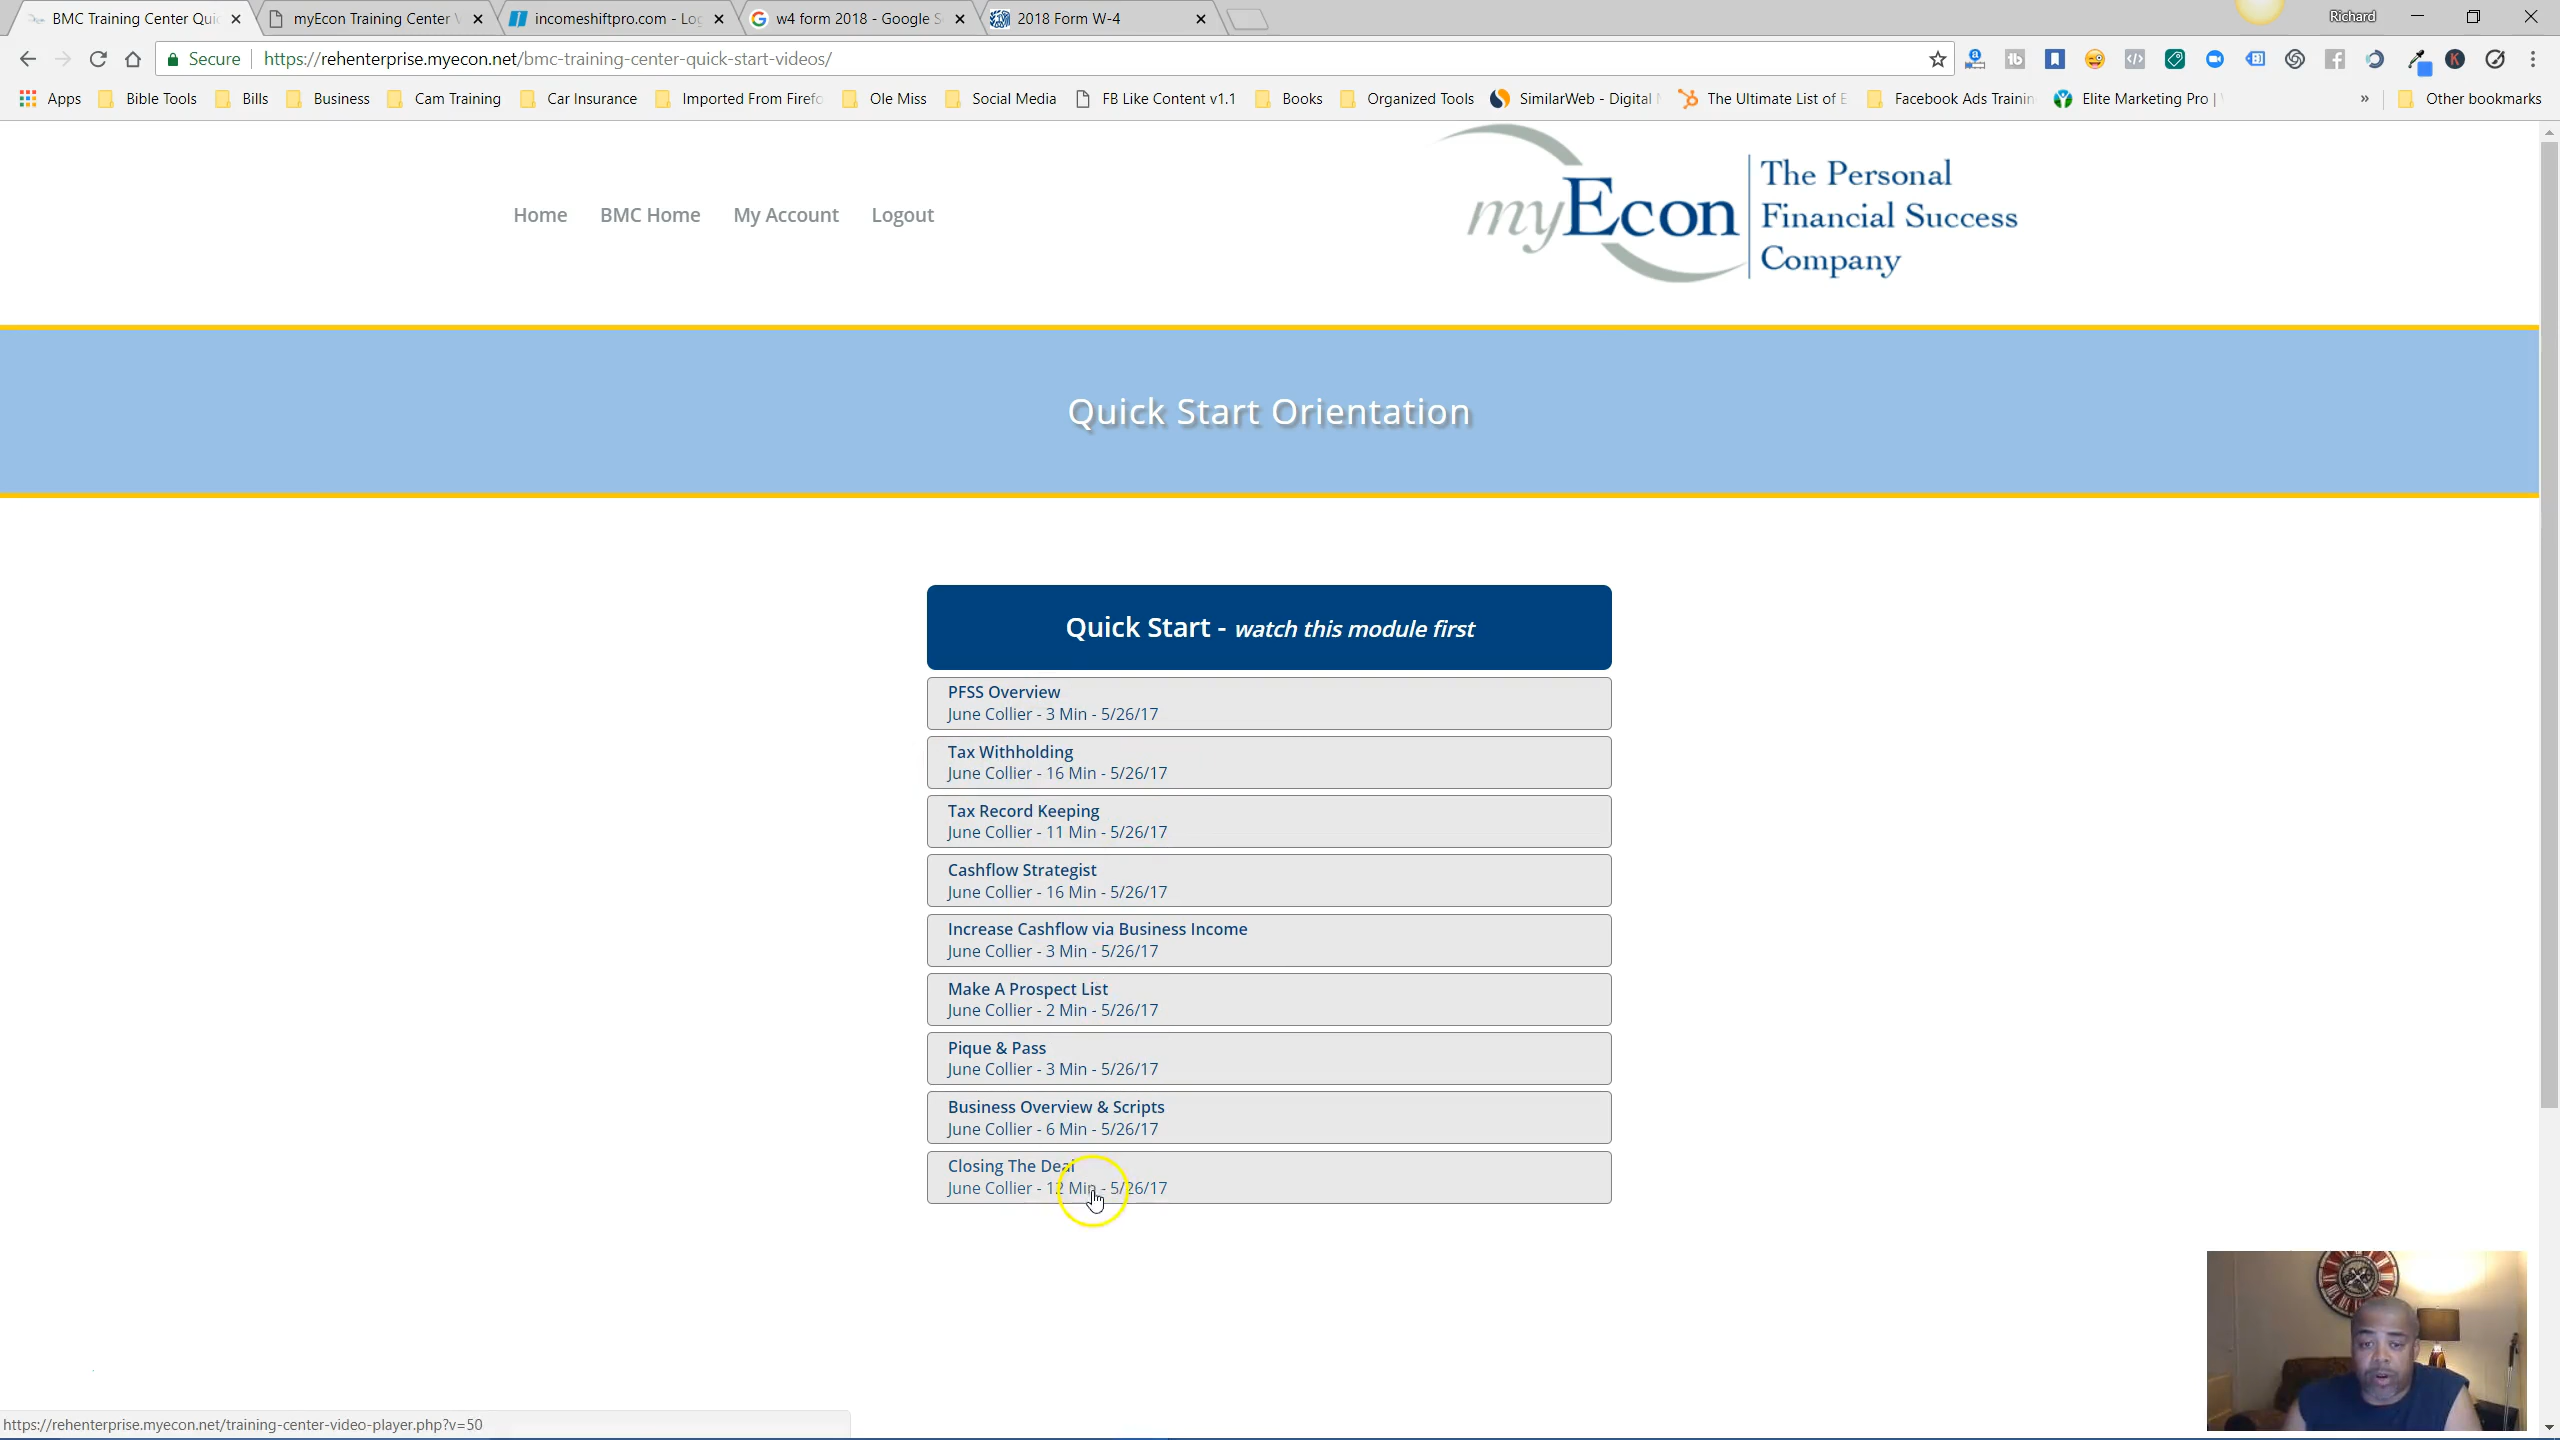 BMC Training Center Qui
myEcon Training Center V
incomeshiftpro.com - Log
w4 form 2018 - Google S
2018 Form W-4
Richard
Secure
https://rehenterprise.myecon.net/bmc-training-center-quick-start-videos/
Apps
Bible Tools
Bills
Business
Cam Training
Car Insurance
Imported From Firefo
Ole Miss
Social Media
FB Like Content v1.1
Books
Organized Tools
SimilarWeb - Digital
The Ultimate List of E
Facebook Ads Trainin
Elite Marketing Pro |
»
Other bookmarks
Home
BMC Home
My Account
Logout
myEcon
The Personal
Financial Success
Company
Quick Start Orientation
Quick Start - watch this module first
PFSS Overview
June Collier - 3 Min - 5/26/17
Tax Withholding
June Collier - 16 Min - 5/26/17
Tax Record Keeping
June Collier - 11 Min - 5/26/17
Cashflow Strategist
June Collier - 16 Min - 5/26/17
Increase Cashflow via Business Income
June Collier - 3 Min - 5/26/17
Make A Prospect List
June Collier - 2 Min - 5/26/17
Pique & Pass
June Collier - 3 Min - 5/26/17
Business Overview & Scripts
June Collier - 6 Min - 5/26/17
Closing The Deal
June Collier - 12 Min - 5/26/17
https://rehenterprise.myecon.net/training-center-video-player.php?v=50